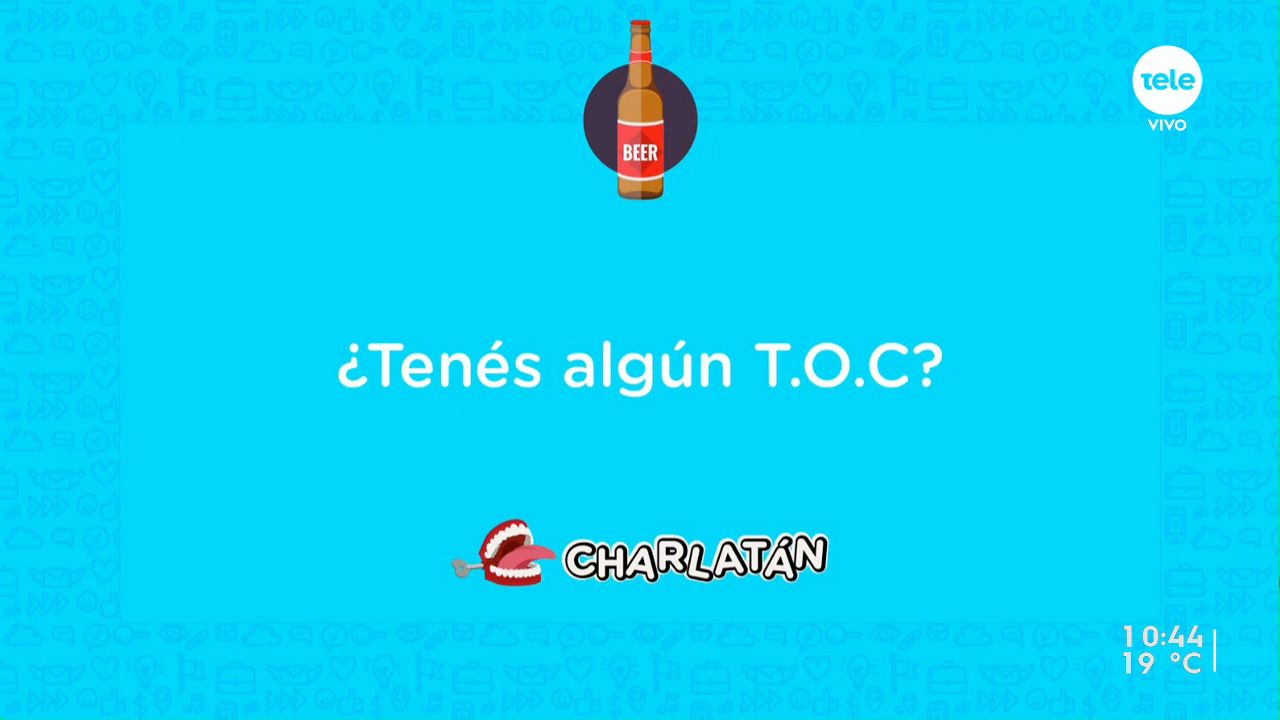 tele
VIVO
BEER
¿Tenés algún T.O.C?
CHARLATÁN
10:44
19 °C